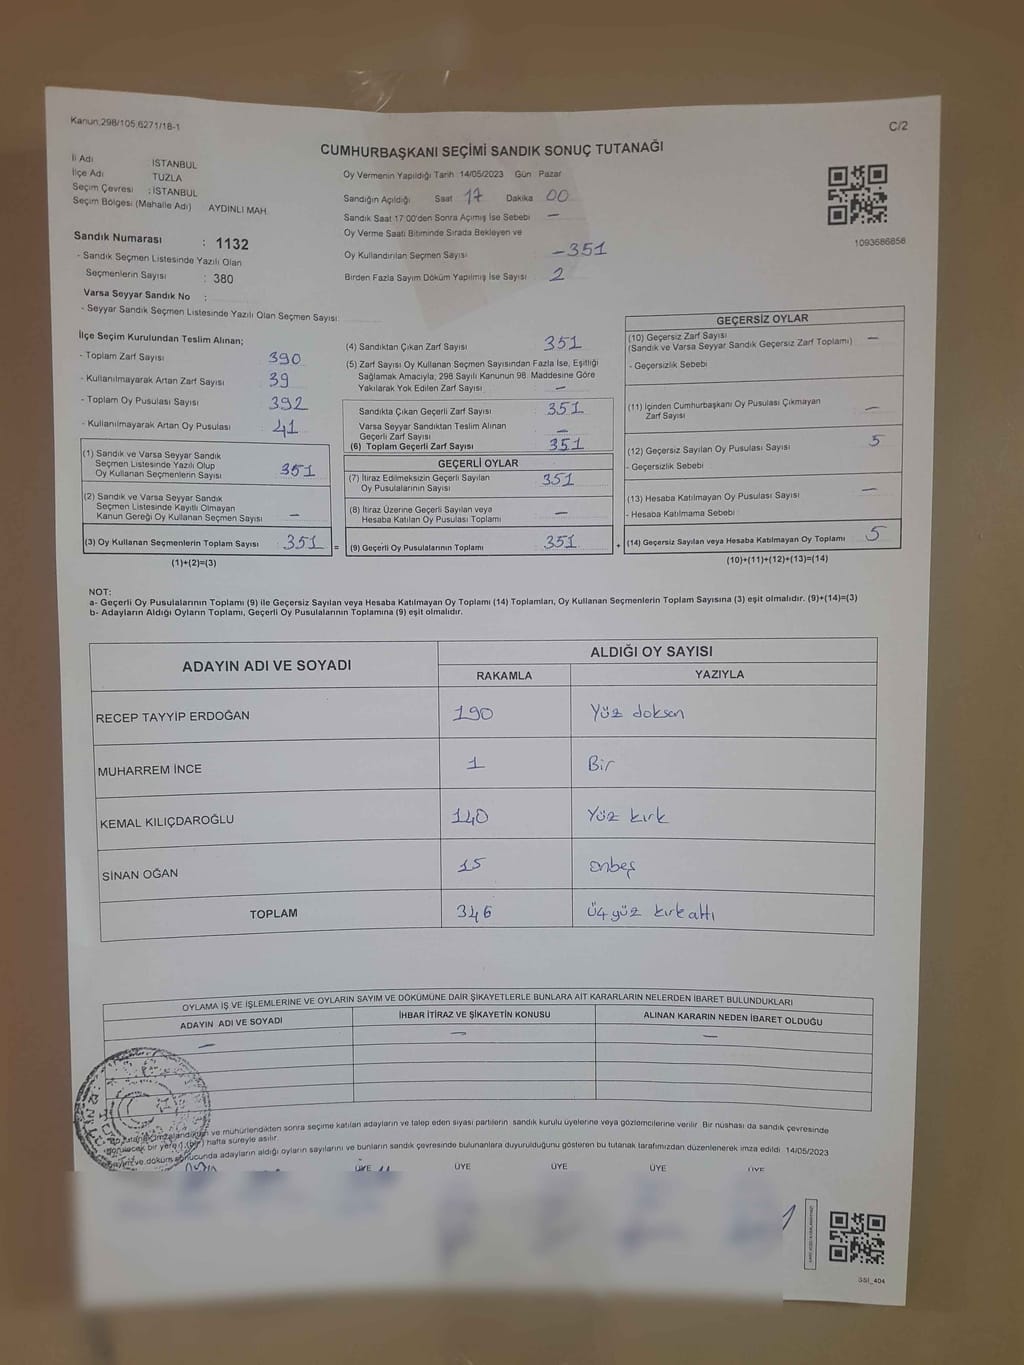 Kanun,298/105,6271/18-1
C/2
CUMHURBAŞKANI SEÇİMİ SANDIK SONUÇ TUTANAĞI
İl Adı İSTANBUL
İlçe Adı TUZLA
Seçim Çevresi : İSTANBUL
Seçim Bölgesi (Mahalle Adı) AYDINLI MAH.
Sandık Numarası : 1132
- Sandık Seçmen Listesinde Yazılı Olan
Seçmenlerin Sayısı : 380
Varsa Seyyar Sandık No :
- Seyyar Sandık Seçmen Listesinde Yazılı Olan Seçmen Sayısı:
Oy Vermenin Yapıldığı Tarih :14/05/2023 Gün Pazar
Sandığın Açıldığı Saat 17 Dakika 00
Sandık Saat 17:00'den Sonra Açımış İse Sebebi —
Oy Verme Saati Bitiminde Sırada Bekleyen ve
Oy Kullandırılan Seçmen Sayısı —351
Birden Fazla Sayım Döküm Yapılmış İse Sayısı 2
1093686858
İlçe Seçim Kurulundan Teslim Alınan;
- Toplam Zarf Sayısı 390
- Kullanılmayarak Artan Zarf Sayısı 39
- Toplam Oy Pusulası Sayısı 392
- Kullanılmayarak Artan Oy Pusulası 41
(1) Sandık ve Varsa Seyyar Sandık
Seçmen Listesinde Yazılı Olup
Oy Kullanan Seçmenlerin Sayısı 351
(2) Sandık ve Varsa Seyyar Sandık
Seçmen Listesinde Kayıtlı Olmayan
Kanun Gereği Oy Kullanan Seçmen Sayısı —
(3) Oy Kullanan Seçmenlerin Toplam Sayısı 351 =
(1)+(2)=(3)
(4) Sandıktan Çıkan Zarf Sayısı 351
(5) Zarf Sayısı Oy Kullanan Seçmen Sayısından Fazla İse, Eşitliği
Sağlamak Amacıyla, 298 Sayılı Kanunun 98. Maddesine Göre
Yakılarak Yok Edilen Zarf Sayısı —
Sandıkta Çıkan Geçerli Zarf Sayısı 351
Varsa Seyyar Sandıktan Teslim Alınan
Geçerli Zarf Sayısı —
(6) Toplam Geçerli Zarf Sayısı 351
GEÇERLİ OYLAR
(7) İtiraz Edilmeksizin Geçerli Sayılan
Oy Pusulalarının Sayısı 351
(8) İtiraz Üzerine Geçerli Sayılan veya
Hesaba Katılan Oy Pusulası Toplamı —
(9) Geçerli Oy Pusulalarının Toplamı 351 +
GEÇERSİZ OYLAR
(10) Geçersiz Zarf Sayısı
(Sandık ve Varsa Seyyar Sandık Geçersiz Zarf Toplamı) —
- Geçersizlik Sebebi
(11) İçinden Cumhurbaşkanı Oy Pusulası Çıkmayan
Zarf Sayısı —
(12) Geçersiz Sayılan Oy Pusulası Sayısı 5
- Geçersizlik Sebebi
(13) Hesaba Katılmayan Oy Pusulası Sayısı —
- Hesaba Katılmama Sebebi
(14) Geçersiz Sayılan veya Hesaba Katılmayan Oy Toplamı 5
(10)+(11)+(12)+(13)=(14)
NOT:
a- Geçerli Oy Pusulalarının Toplamı (9) ile Geçersiz Sayılan veya Hesaba Katılmayan Oy Toplamı (14) Toplamları, Oy Kullanan Seçmenlerin Toplam Sayısına (3) eşit olmalıdır. (9)+(14)=(3)
b- Adayların Aldığı Oyların Toplamı, Geçerli Oy Pusulalarının Toplamına (9) eşit olmalıdır.
ADAYIN ADI VE SOYADI
ALDIĞI OY SAYISI
RAKAMLA YAZIYLA
RECEP TAYYİP ERDOĞAN 190 Yüz doksan
MUHARREM İNCE 1 Bir
KEMAL KILIÇDAROĞLU 140 Yüz kırk
SİNAN OĞAN 15 onbeş
TOPLAM 346 Üçyüz kırkaltı
OYLAMA İŞ VE İŞLEMLERİNE VE OYLARIN SAYIM VE DÖKÜMÜNE DAİR ŞİKAYETLERLE BUNLARA AİT KARARLARIN NELERDEN İBARET BULUNDUKLARI
ADAYIN ADI VE SOYADI İHBAR İTİRAZ VE ŞİKAYETİN KONUSU ALINAN KARARIN NEDEN İBARET OLDUĞU
— — —
ve mühürlendikten sonra seçime katılan adayların ve talep eden siyasi partilerin sandık kurulu üyelerine veya gözlemcilerine verilir. Bir nüshası da sandık çevresinde
bir yere hafta süreyle asılır.
adayların aldığı oyların sayılarını ve bunların sandık çevresinde bulunanlara duyurulduğunu gösteren bu tutanak tarafımızdan düzenlenerek imza edildi. 14/05/2023
ÜYE ÜYE ÜYE ÜYE ÜYE
SSI_404